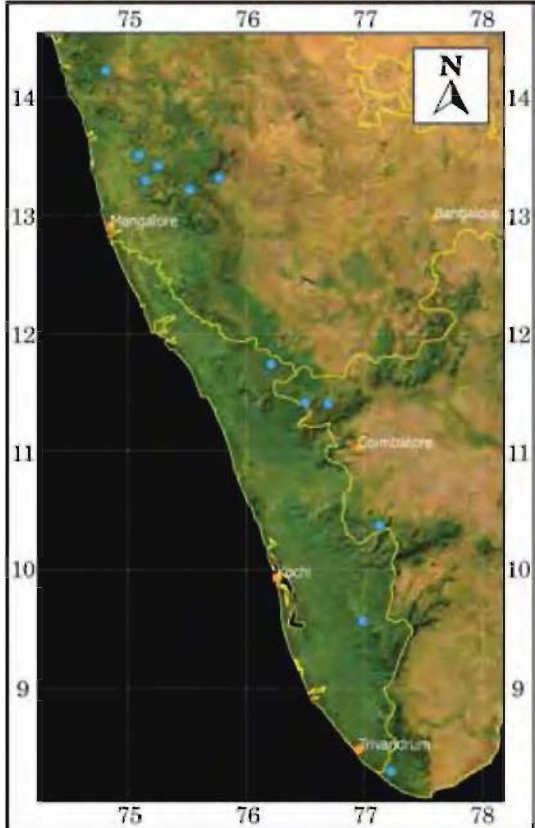 75 76 77 78
N
14 14
13 13
Mangalore
Bangalore
12 12
11 11
Coimbatore
10 10
Kochi
9 9
Trivandrum
75 76 77 78